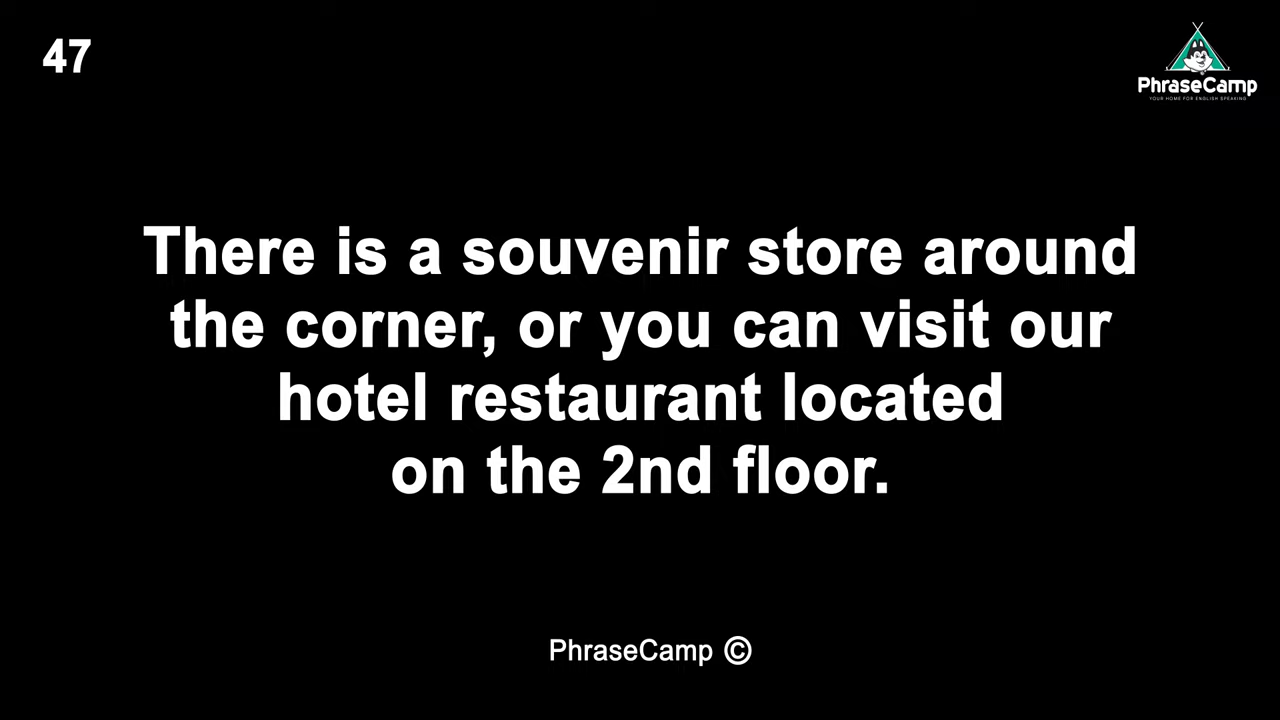 47
PhraseCamp
YOUR HOME FOR ENGLISH SPEAKING
There is a souvenir store around
the corner, or you can visit our
hotel restaurant located
on the 2nd floor.
PhraseCamp ©